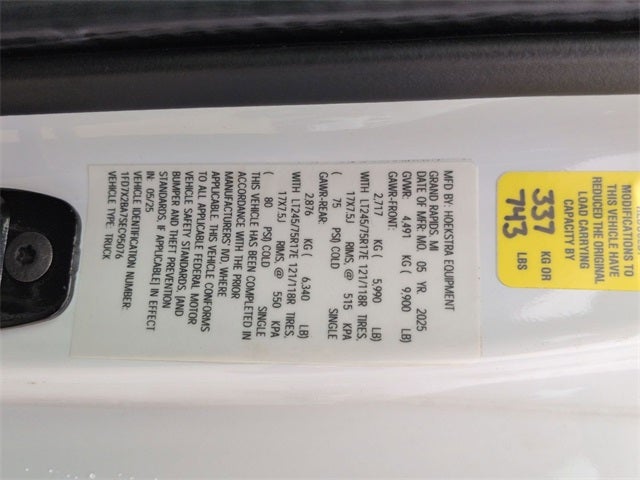 MFD BY: HOEKSTRA EQUIPMENT
GRAND RAPIDS, MI
DATE OF MFR: MO. 05 YR. 2025
GVWR: 4,491 KG ( 9,900 LB)
GAWR-FRONT:
2,717 KG ( 5,990 LB)
WITH LT245/75R17E 121/118R TIRES,
17X7.5J RIMS, @ 515 KPA
( 75 PSI) COLD SINGLE
GAWR-REAR:
2,876 KG ( 6,340 LB)
WITH LT245/75R17E 121/118R TIRES,
17X7.5J RIMS, @ 550 KPA
( 80 PSI) COLD SINGLE
THIS VEHICLE HAS BEEN COMPLETED IN
ACCORDANCE WITH THE PRIOR
MANUFACTURERS' IVD, WHERE
APPLICABLE. THIS VEHICLE CONFORMS
TO ALL APPLICABLE FEDERAL MOTOR
VEHICLE SAFETY STANDARDS, [AND
BUMPER AND THEFT PREVENTION
STANDARDS, IF APPLICABLE] IN EFFECT
IN: 05/25
VEHICLE IDENTIFICATION NUMBER:
1FD7X2BA7SEC95076
VEHICLE TYPE: TRUCK
MODIFICATIONS TO
THIS VEHICLE HAVE
REDUCED THE ORIGINAL
LOAD CARRYING
CAPACITY BY
337 KG OR
743 LBS